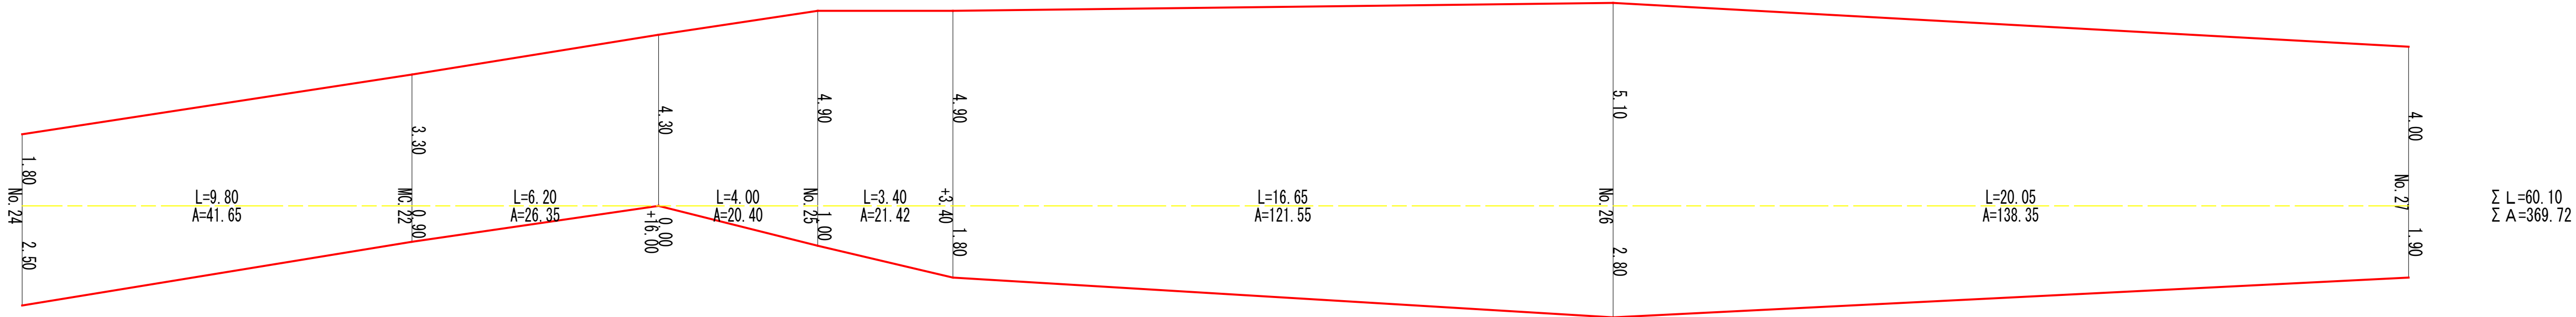 No.24
1.80
2.50
L=9.80
A=41.65
MC.22
3.30
0.90
L=6.20
A=26.35
+16.00
4.30
0.00
L=4.00
A=20.40
No.25
4.90
1.00
L=3.40
A=21.42
+3.40
4.90
1.80
L=16.65
A=121.55
No.26
5.10
2.80
L=20.05
A=138.35
No.27
4.00
1.90
Σ L=60.10
Σ A=369.72